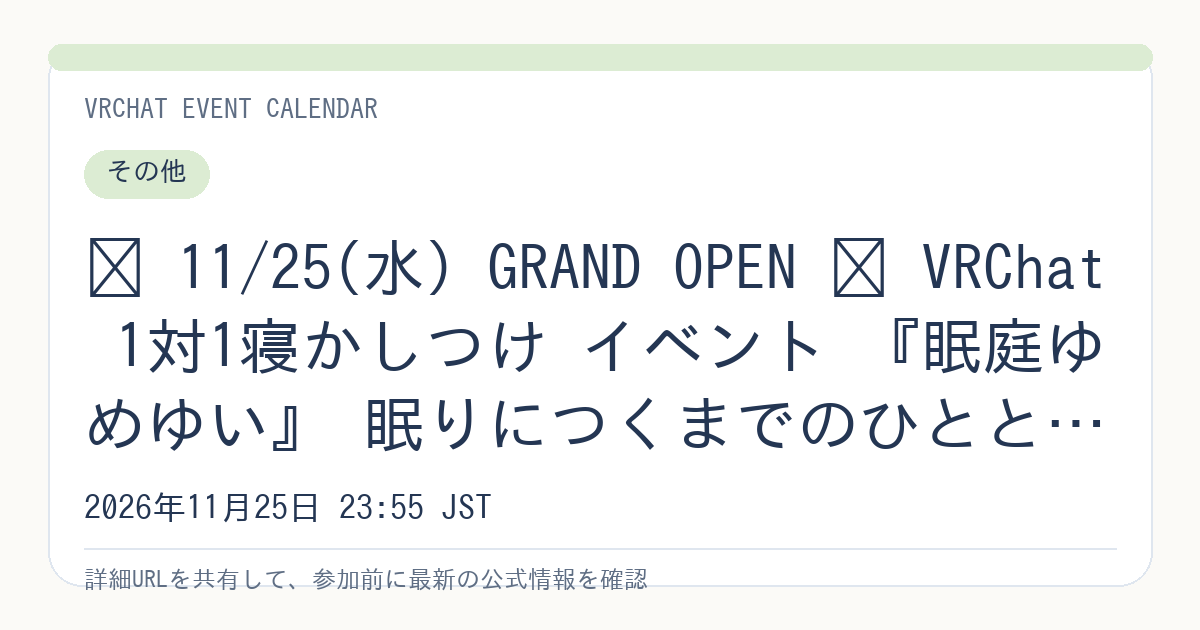 VRCHAT EVENT CALENDAR
その他
11/25(水) GRAND OPEN VRChat
1対1寝かしつけ イベント 『眠庭ゆ
めゆい』 眠りにつくまでのひとと…
2026年11月25日 23:55 JST
詳細URLを共有して、参加前に最新の公式情報を確認